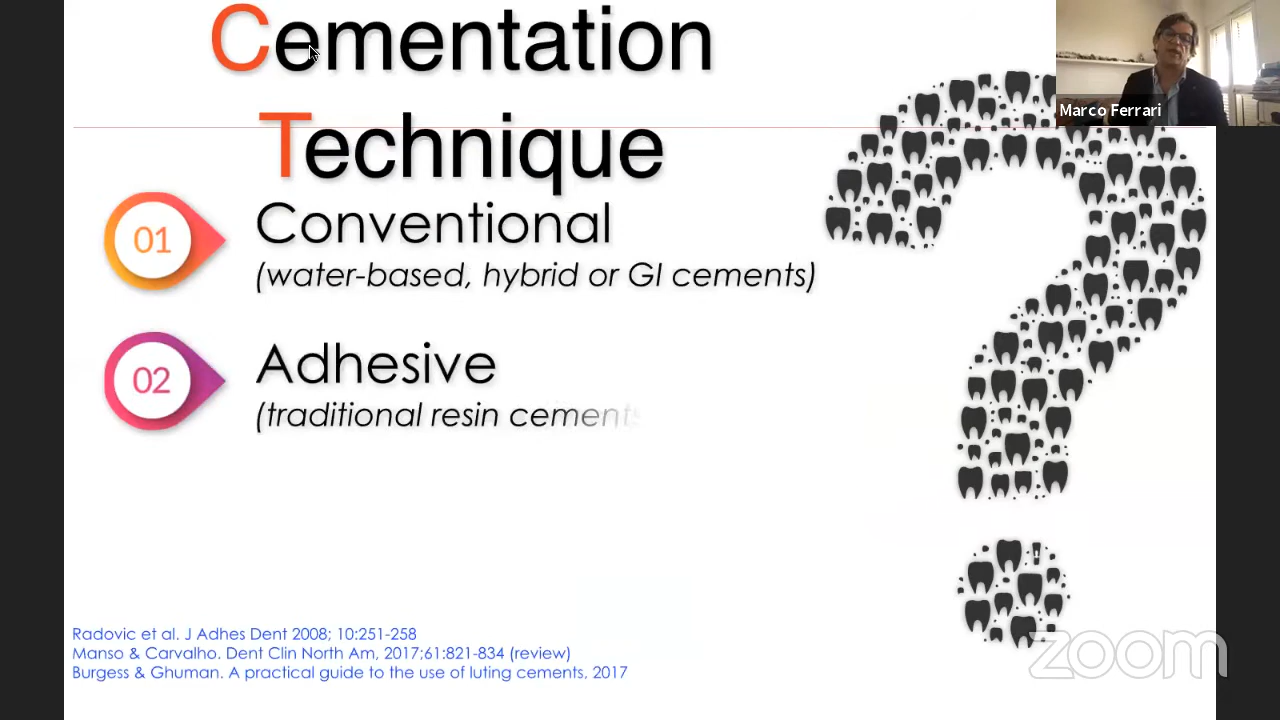 Cementation
Technique
Marco Ferrari
01
Conventional
(water-based, hybrid or GI cements)
02
Adhesive
(traditional resin cements
Radovic et al. J Adhes Dent 2008; 10:251-258
Manso & Carvalho. Dent Clin North Am, 2017;61:821-834 (review)
Burgess & Ghuman. A practical guide to the use of luting cements, 2017
zoom